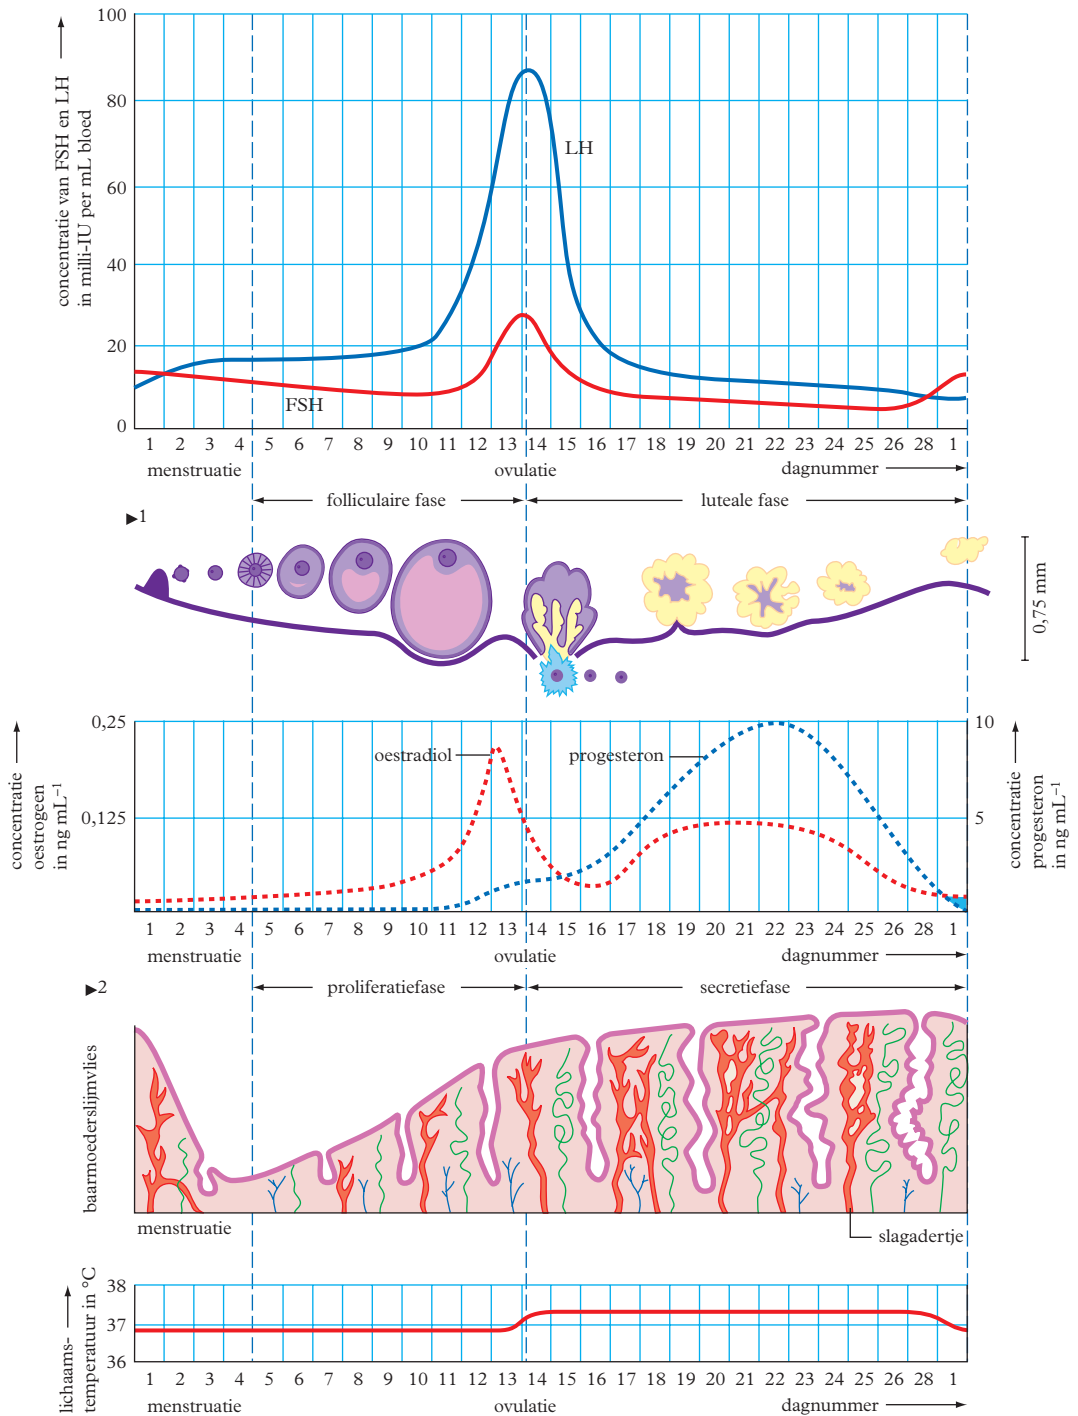 concentratie van FSH en LH
in milli-IU per mL bloed
100
80
60
40
20
0
LH
FSH
1 2 3 4 5 6 7 8 9 10 11 12 13 14 15 16 17 18 19 20 21 22 24 25 26 28 1
menstruatie ovulatie dagnummer
folliculaire fase luteale fase
►1
0,75 mm
concentratie
oestrogeen
in ng mL⁻¹
0,25
0,125
oestradiol
progesteron
10
5
concentratie
progesteron
in ng mL⁻¹
1 2 3 4 5 6 7 8 9 10 11 12 13 14 15 16 17 18 19 20 21 22 24 25 26 28 1
menstruatie ovulatie dagnummer
►2
proliferatiefase secretiefase
baarmoederslijmvlies
menstruatie
slagadertje
lichaams-
temperatuur in °C
38
37
36
1 2 3 4 5 6 7 8 9 10 11 12 13 14 15 16 17 18 19 20 21 22 24 25 26 28 1
menstruatie ovulatie dagnummer